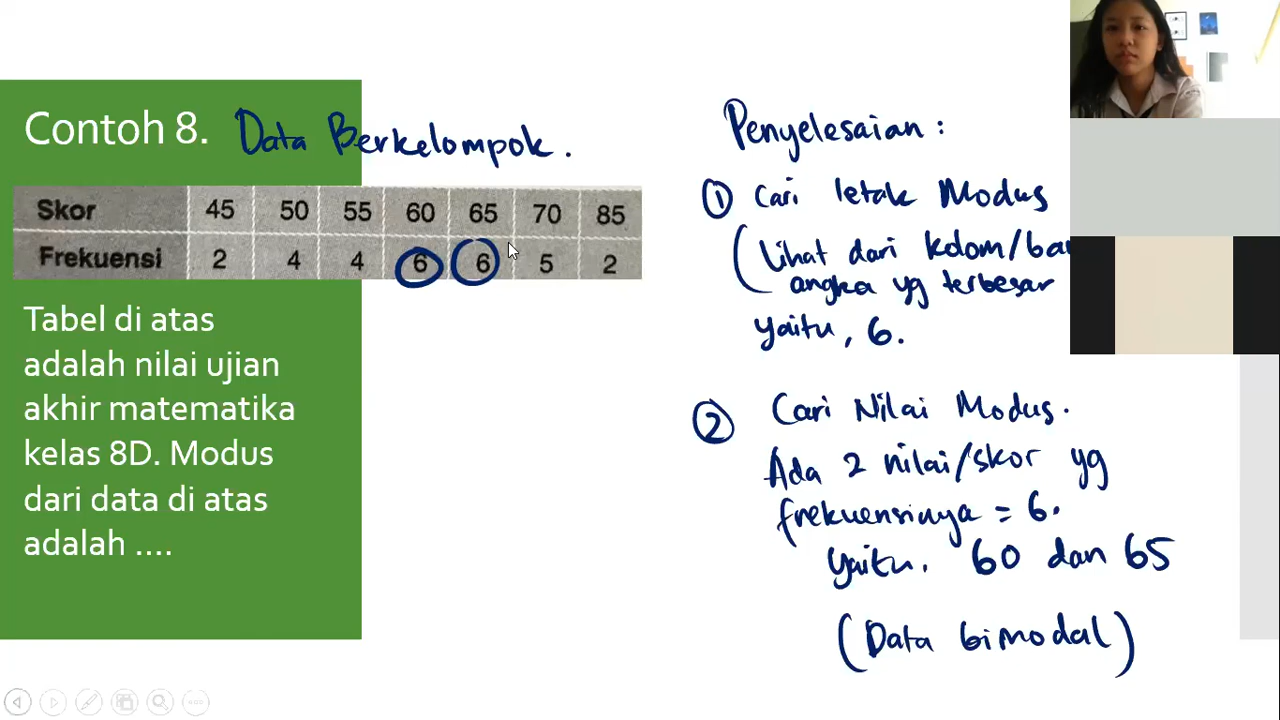 Contoh 8. Data Berkelompok.
Skor 45 50 55 60 65 70 85
Frekuensi 2 4 4 6 6 5 2
Tabel di atas
adalah nilai ujian
akhir matematika
kelas 8D. Modus
dari data di atas
adalah ....
Penyelesaian :
① Cari letak Modus
(Lihat dari kolom/ba
angka yg terbesar
yaitu, 6.
② Cari Nilai Modus.
Ada 2 nilai/skor yg
frekuensinya = 6.
yaitu. 60 dan 65
(Data bimodal)